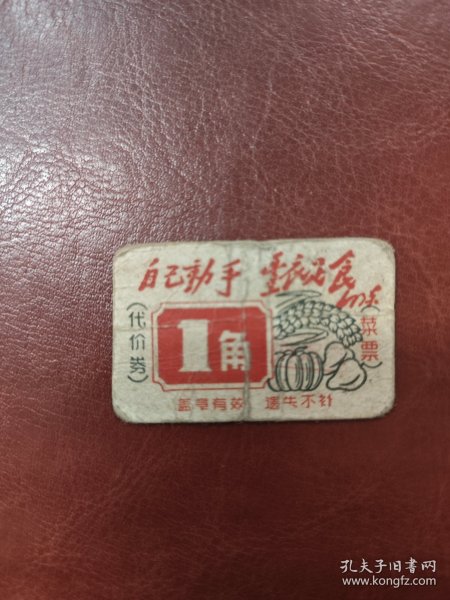 自己动手 丰衣足食
(代价券)
1角
(菜票)
盖章有效 遗失不补
孔夫子旧书网
www.kongfz.com